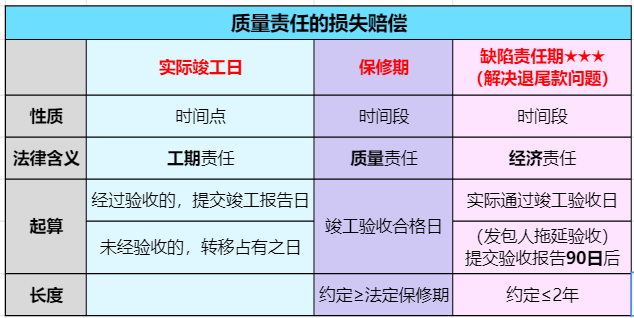 质量责任的损失赔偿
实际竣工日 保修期 缺陷责任期★★★
（解决退尾款问题）
性质 时间点 时间段 时间段
法律含义 工期责任 质量责任 经济责任
起算 经过验收的，提交竣工报告日 竣工验收合格日 实际通过竣工验收日
未经验收的，转移占有之日 （发包人拖延验收）
提交验收报告90日后
长度 约定≥法定保修期 约定≤2年